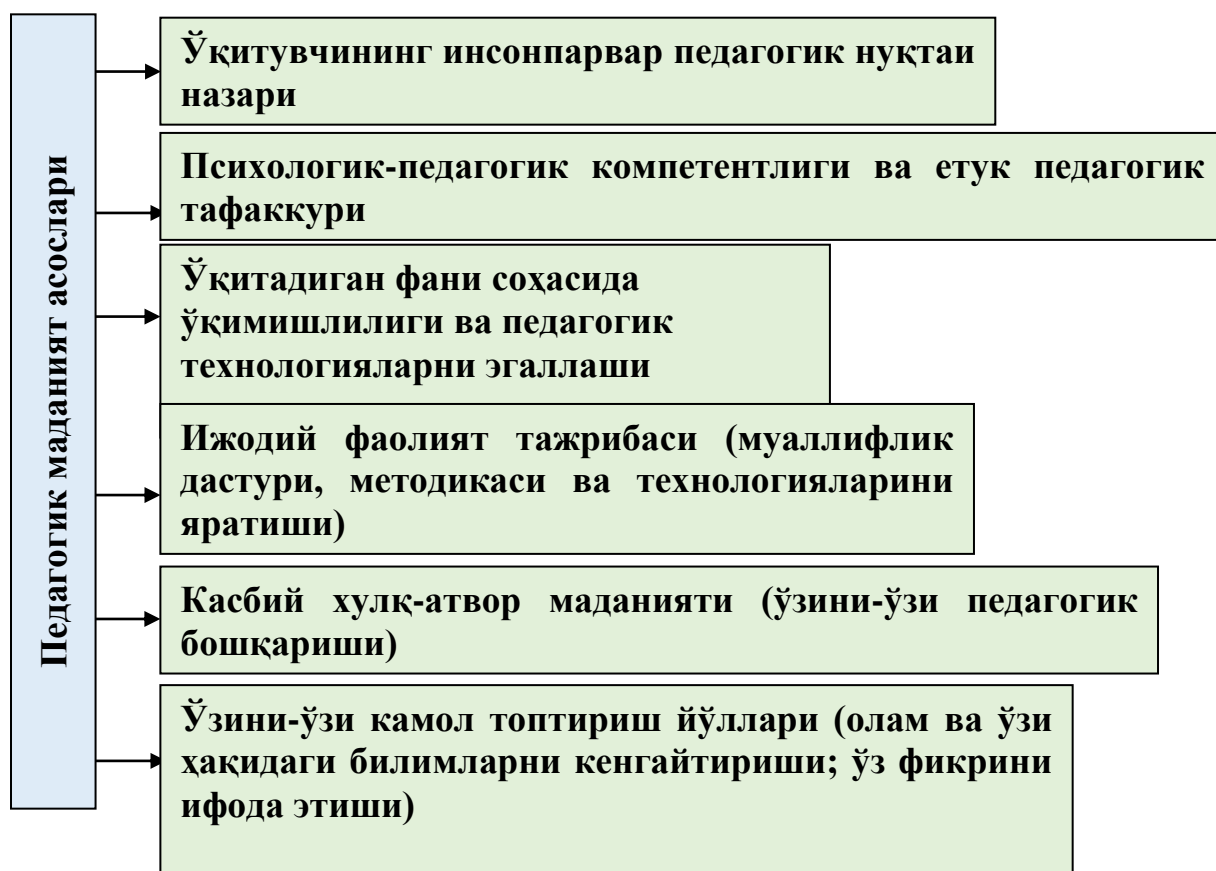 Педагогик маданият асослари
Ўқитувчининг инсонпарвар педагогик нуқтаи
назари
Психологик-педагогик компетентлиги ва етук педагогик
тафаккури
Ўқитадиган фани соҳасида
ўқимишлилиги ва педагогик
технологияларни эгаллаши
Ижодий фаолият тажрибаси (муаллифлик
дастури, методикаси ва технологияларини
яратиши)
Касбий хулқ-атвор маданияти (ўзини-ўзи педагогик
бошқариши)
Ўзини-ўзи камол топтириш йўллари (олам ва ўзи
ҳақидаги билимларни кенгайтириши; ўз фикрини
ифода этиши)